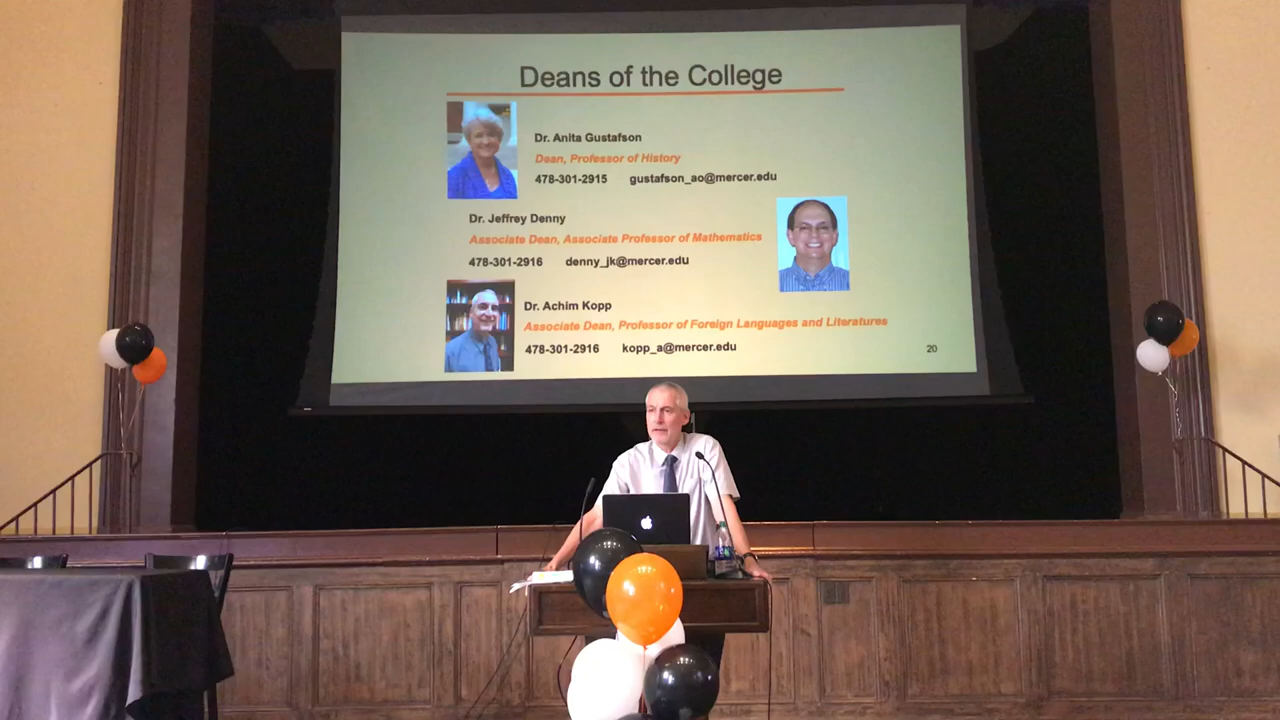 Deans of the College
Dr. Anita Gustafson
Dean, Professor of History
478-301-2915 gustafson_ao@mercer.edu
Dr. Jeffrey Denny
Associate Dean, Associate Professor of Mathematics
478-301-2916 denny_jk@mercer.edu
Dr. Achim Kopp
Associate Dean, Professor of Foreign Languages and Literatures
478-301-2916 kopp_a@mercer.edu
20